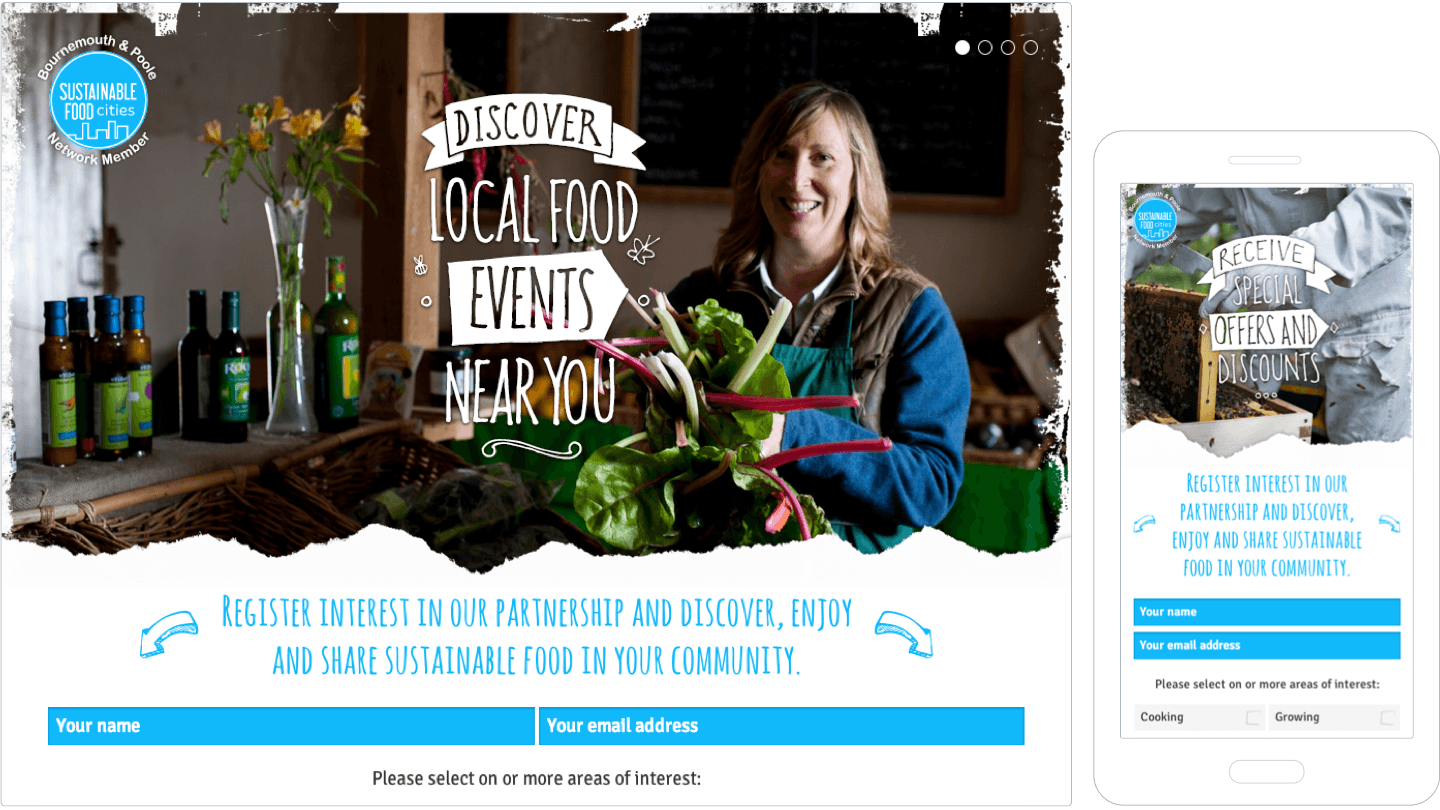 Bournemouth & Poole
SUSTAINABLE
FOOD cities
Network Member
DISCOVER
LOCAL FOOD
EVENTS
NEAR YOU
Register interest in our partnership and discover, enjoy
and share sustainable food in your community.
Your name
Your email address
Please select on or more areas of interest:
Bournemouth & Poole
SUSTAINABLE
FOOD cities
Network Member
RECEIVE
SPECIAL
OFFERS AND
DISCOUNTS
Register interest in our
partnership and discover,
enjoy and share sustainable
food in your community.
Your name
Your email address
Please select on or more areas of interest:
Cooking
Growing